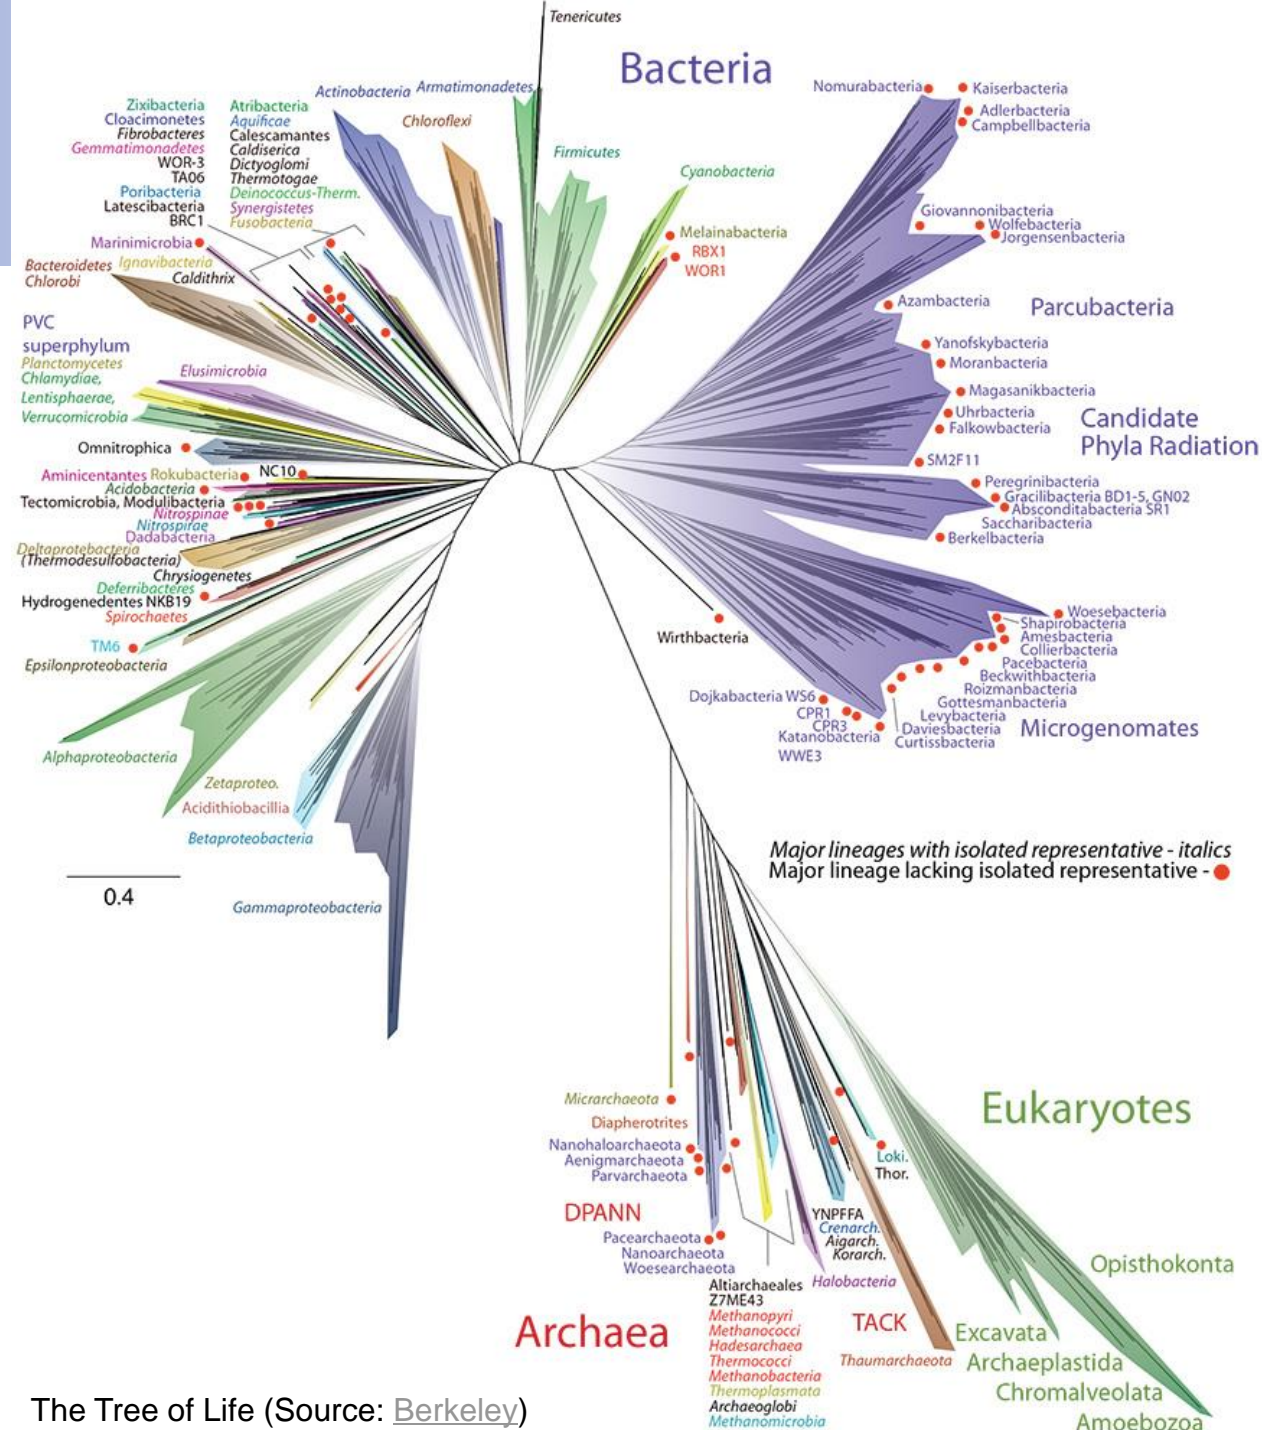 Tenericutes
Bacteria
Actinobacteria
Armatimonadetes
Zixibacteria
Cloacimonetes
Fibrobacteres
Gemmatimonadetes
WOR-3
TA06
Poribacteria
Latescibacteria
BRC1
Atribacteria
Aquificae
Calescamantes
Caldiserica
Dictyoglomi
Thermotogae
Deinococcus-Therm.
Synergistetes
Fusobacteria
Chloroflexi
Firmicutes
Cyanobacteria
Melainabacteria
RBX1
WOR1
Nomurabacteria
Kaiserbacteria
Adlerbacteria
Campbellbacteria
Giovannonibacteria
Wolfebacteria
Jorgensenbacteria
Azambacteria
Parcubacteria
Yanofskybacteria
Moranbacteria
Magasanikbacteria
Uhrbacteria
Falkowbacteria
Candidate
Phyla Radiation
SM2F11
Peregrinibacteria
Gracilibacteria BD1-5, GN02
Absconditabacteria SR1
Saccharibacteria
Berkelbacteria
Marinimicrobia
Bacteroidetes
Chlorobi
Ignavibacteria
Caldithrix
PVC
superphylum
Planctomycetes
Chlamydiae,
Lentisphaerae,
Verrucomicrobia
Elusimicrobia
Omnitrophica
Aminicentantes
Rokubacteria
NC10
Acidobacteria
Tectomicrobia, Modulibacteria
Nitrospinae
Nitrospirae
Dadabacteria
Deltaprotebacteria
(Thermodesulfobacteria)
Chrysiogenetes
Deferribacteres
Hydrogenedentes NKB19
Spirochaetes
TM6
Epsilonproteobacteria
Alphaproteobacteria
Zetaproteo.
Acidithiobacillia
Betaproteobacteria
0.4
Gammaproteobacteria
Wirthbacteria
Woesebacteria
Shapirobacteria
Amesbacteria
Collierbacteria
Pacebacteria
Beckwithbacteria
Roizmanbacteria
Gottesmanbacteria
Levybacteria
Daviesbacteria
Curtissbacteria
Microgenomates
Dojkabacteria WS6
CPR1
CPR3
Katanobacteria
WWE3
Major lineages with isolated representative - italics
Major lineage lacking isolated representative -
Eukaryotes
Micrarchaeota
Diapherotrites
Nanohaloarchaeota
Aenigmarchaeota
Parvarchaeota
DPANN
Pacearchaeota
Nanoarchaeota
Woesearchaeota
Archaea
Altiarchaeales
Z7ME43
Methanopyri
Methanococci
Hadesarchaea
Thermococci
Methanobacteria
Thermoplasmata
Archaeoglobi
Methanomicrobia
Halobacteria
YNPFFA
Crenarch.
Aigarch.
Korarch.
Loki.
Thor.
TACK
Thaumarchaeota
Opisthokonta
Excavata
Archaeplastida
Chromalveolata
Amoebozoa
The Tree of Life (Source: Berkeley)